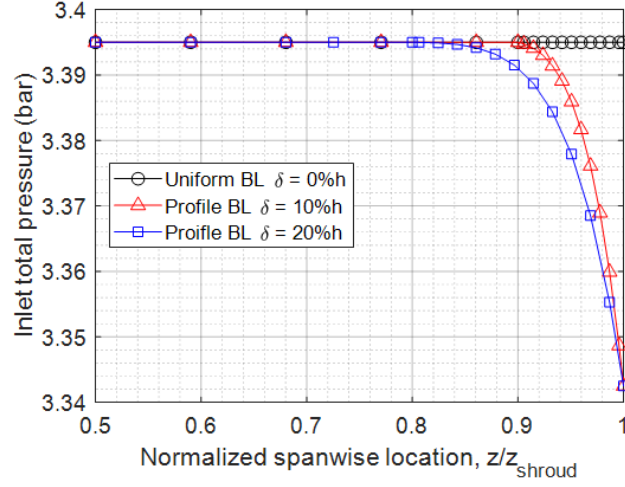 3.4
3.395
3.38
3.37
3.36
3.35
3.34
Inlet total pressure (bar)
Uniform BL δ = 0%h
Profile BL δ = 10%h
Proifle BL δ = 20%h
0.5 0.6 0.7 0.8 0.9 1
Normalized spanwise location, z/z_shroud